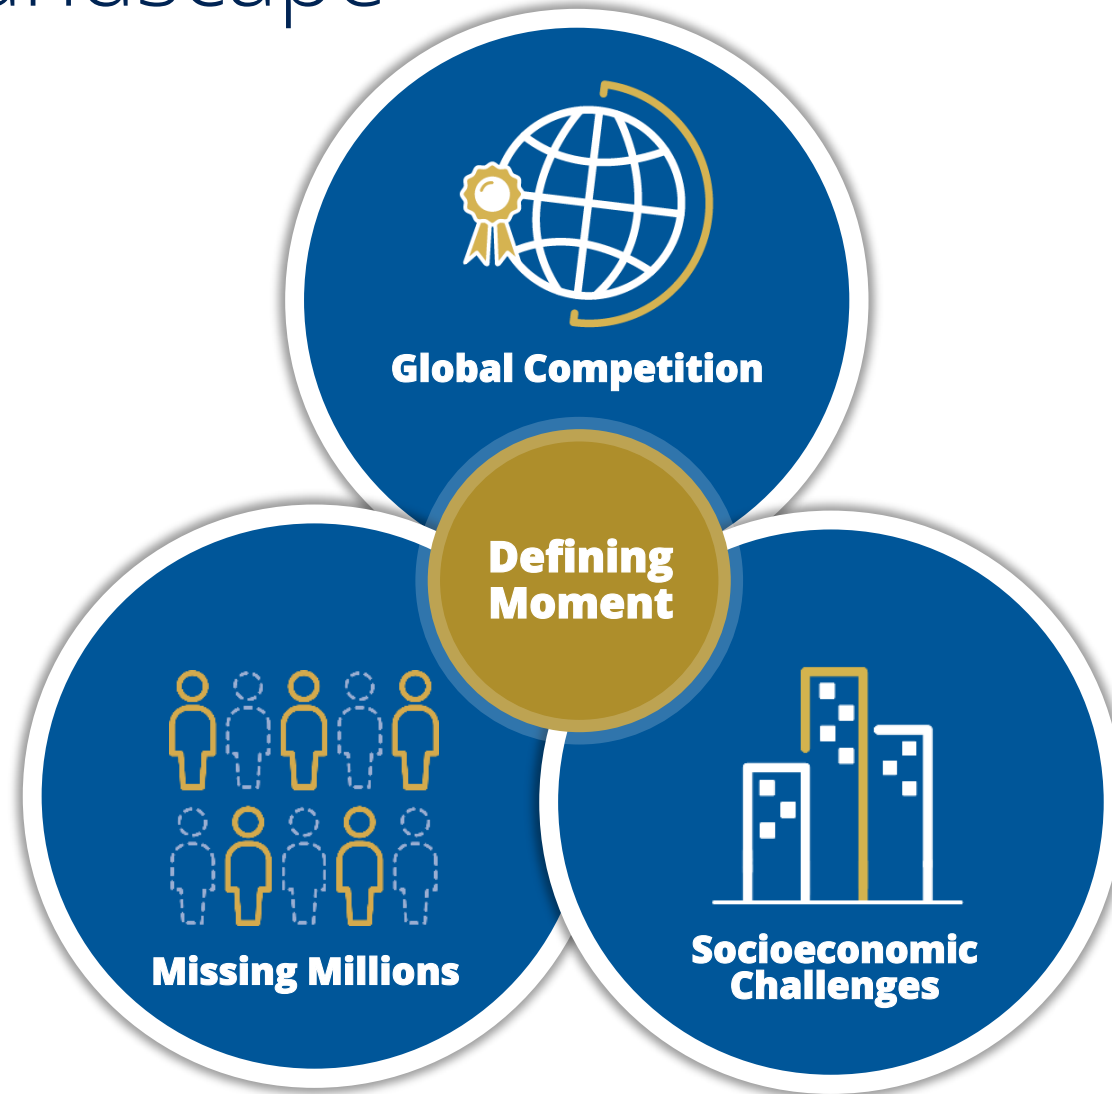 Global Competition
Defining
Moment
Missing Millions
Socioeconomic
Challenges